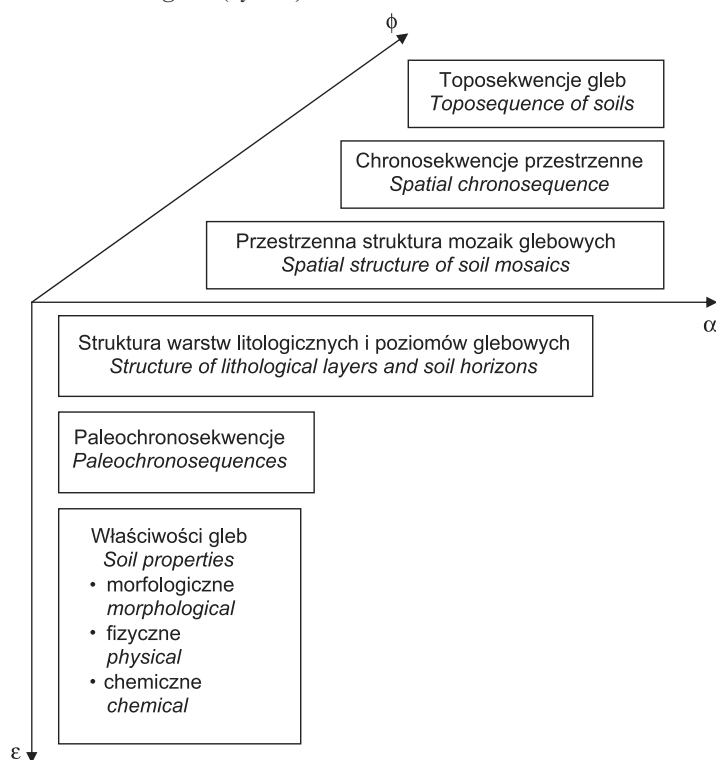 ϕ
Toposekwencje gleb
Toposequence of soils
Chronosekwencje przestrzenne
Spatial chronosequence
Przestrzenna struktura mozaik glebowych
Spatial structure of soil mosaics
α
Struktura warstw litologicznych i poziomów glebowych
Structure of lithological layers and soil horizons
Paleochronosekwencje
Paleochronosequences
Właściwości gleb
Soil properties
• morfologiczne
morphological
• fizyczne
physical
• chemiczne
chemical
ε